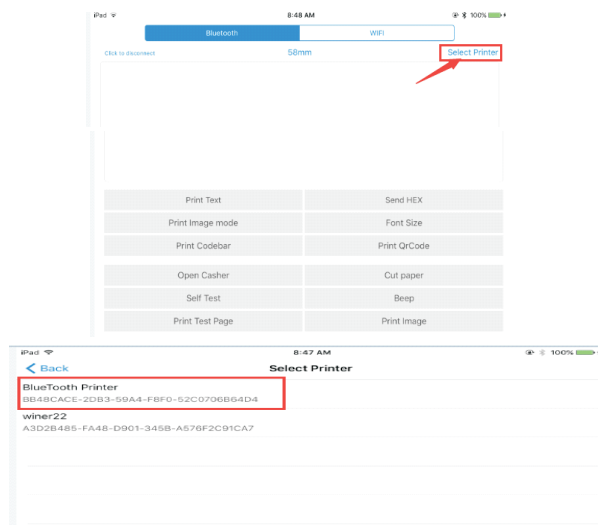 iPad 8:48 AM 100%
Bluetooth WIFI
Click to disconnect 58mm Select Printer
Print Text Send HEX
Print Image mode Font Size
Print Codebar Print QrCode
Open Casher Cut paper
Self Test Beep
Print Test Page Print Image
iPad 8:47 AM 100%
Back Select Printer
BlueTooth Printer
BB48CACE-2DB3-59A4-F8F0-52C0706B64D4
winer22
A3D2B485-FA48-D901-345B-A576F2C91CA7